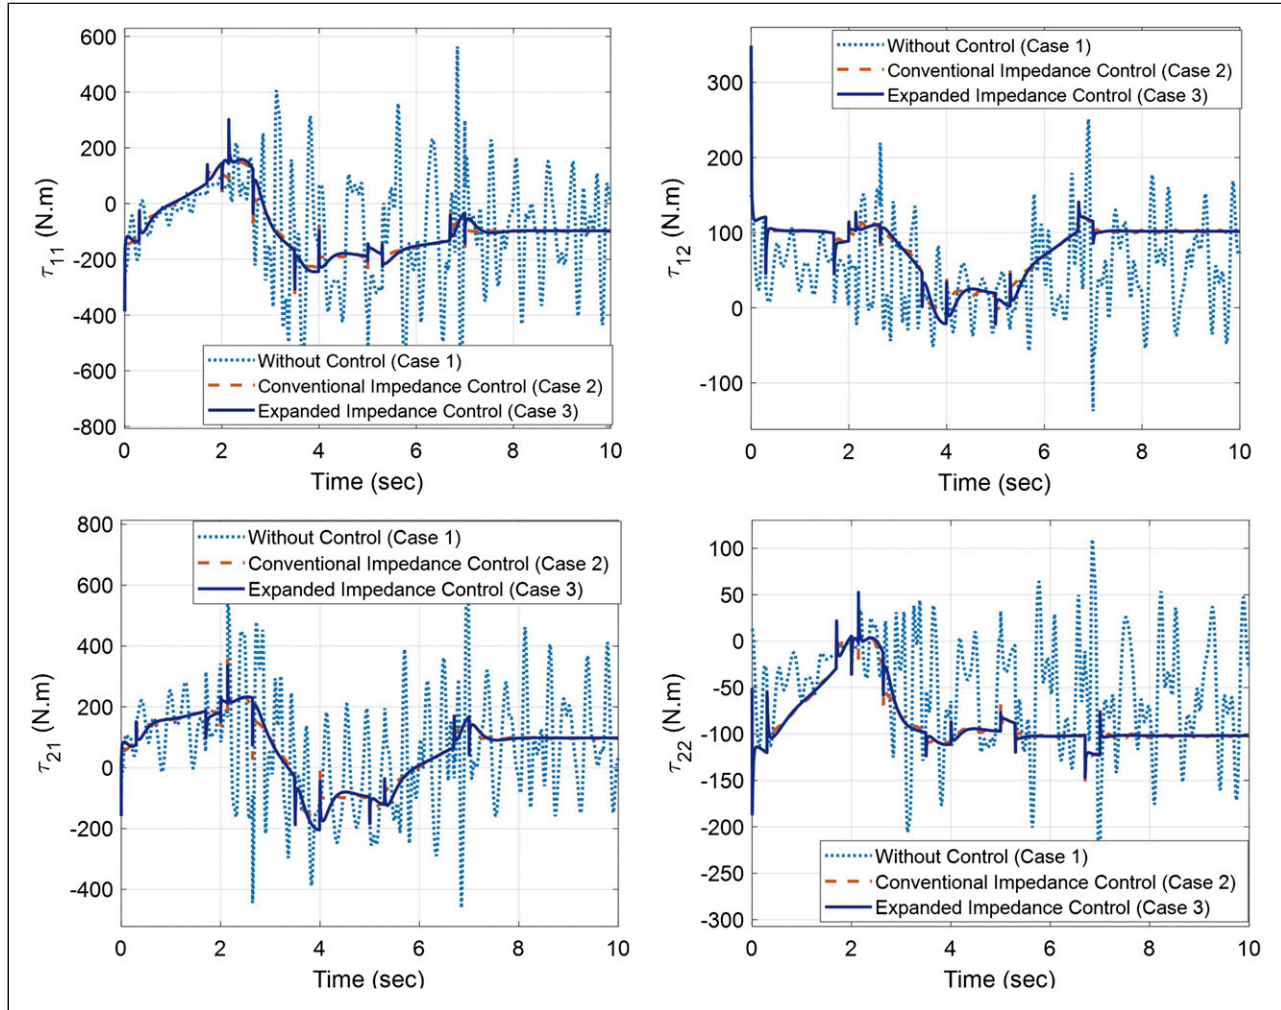 600
400
200
0
-200
-400
-600
-800
τ11 (N.m)
Without Control (Case 1)
Conventional Impedance Control (Case 2)
Expanded Impedance Control (Case 3)
0 2 4 6 8 10
Time (sec)
300
200
100
0
-100
τ12 (N.m)
Without Control (Case 1)
Conventional Impedance Control (Case 2)
Expanded Impedance Control (Case 3)
0 2 4 6 8 10
Time (sec)
800
600
400
200
0
-200
-400
τ21 (N.m)
Without Control (Case 1)
Conventional Impedance Control (Case 2)
Expanded Impedance Control (Case 3)
0 2 4 6 8 10
Time (sec)
100
50
0
-50
-100
-150
-200
-250
-300
τ22 (N.m)
Without Control (Case 1)
Conventional Impedance Control (Case 2)
Expanded Impedance Control (Case 3)
0 2 4 6 8 10
Time (sec)